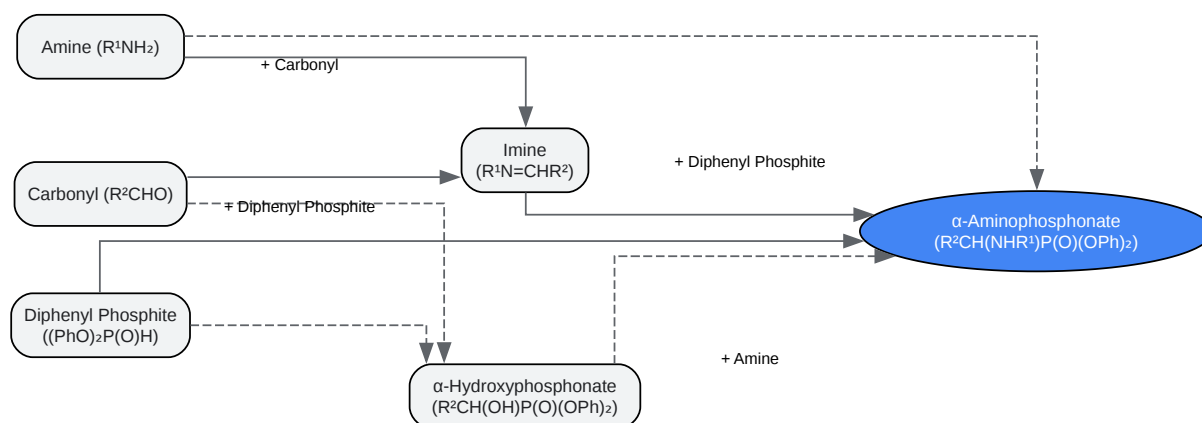 Amine (R¹NH₂)
+ Carbonyl
Imine
(R¹N=CHR²)
+ Diphenyl Phosphite
Carbonyl (R²CHO)
+ Diphenyl Phosphite
α-Aminophosphonate
(R²CH(NHR¹)P(O)(OPh)₂)
Diphenyl Phosphite
((PhO)₂P(O)H)
+ Amine
α-Hydroxyphosphonate
(R²CH(OH)P(O)(OPh)₂)